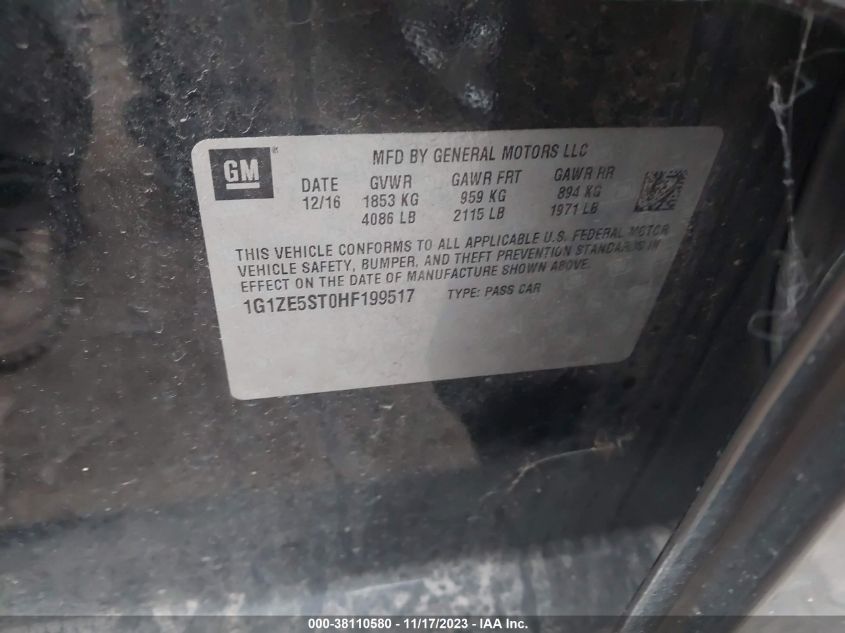 GM
MFD BY GENERAL MOTORS LLC
DATE GVWR GAWR FRT GAWR RR
12/16 1853 KG 959 KG 894 KG
4086 LB 2115 LB 1971 LB
THIS VEHICLE CONFORMS TO ALL APPLICABLE U.S. FEDERAL MOTOR
VEHICLE SAFETY, BUMPER, AND THEFT PREVENTION STANDARDS IN
EFFECT ON THE DATE OF MANUFACTURE SHOWN ABOVE.
1G1ZE5ST0HF199517 TYPE: PASS CAR
000-38110580 - 11/17/2023 - IAA Inc.